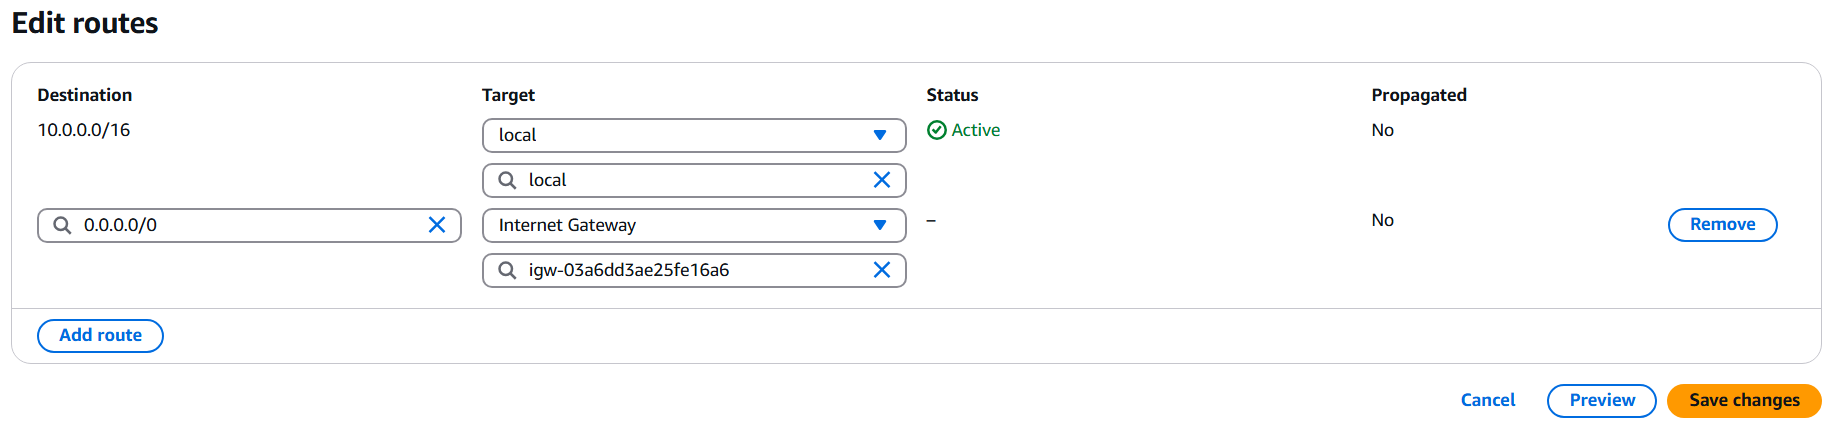 Edit routes
Destination Target Status Propagated
10.0.0.0/16 local Active No
local
0.0.0.0/0 Internet Gateway – No Remove
igw-03a6dd3ae25fe16a6
Add route
Cancel Preview Save changes